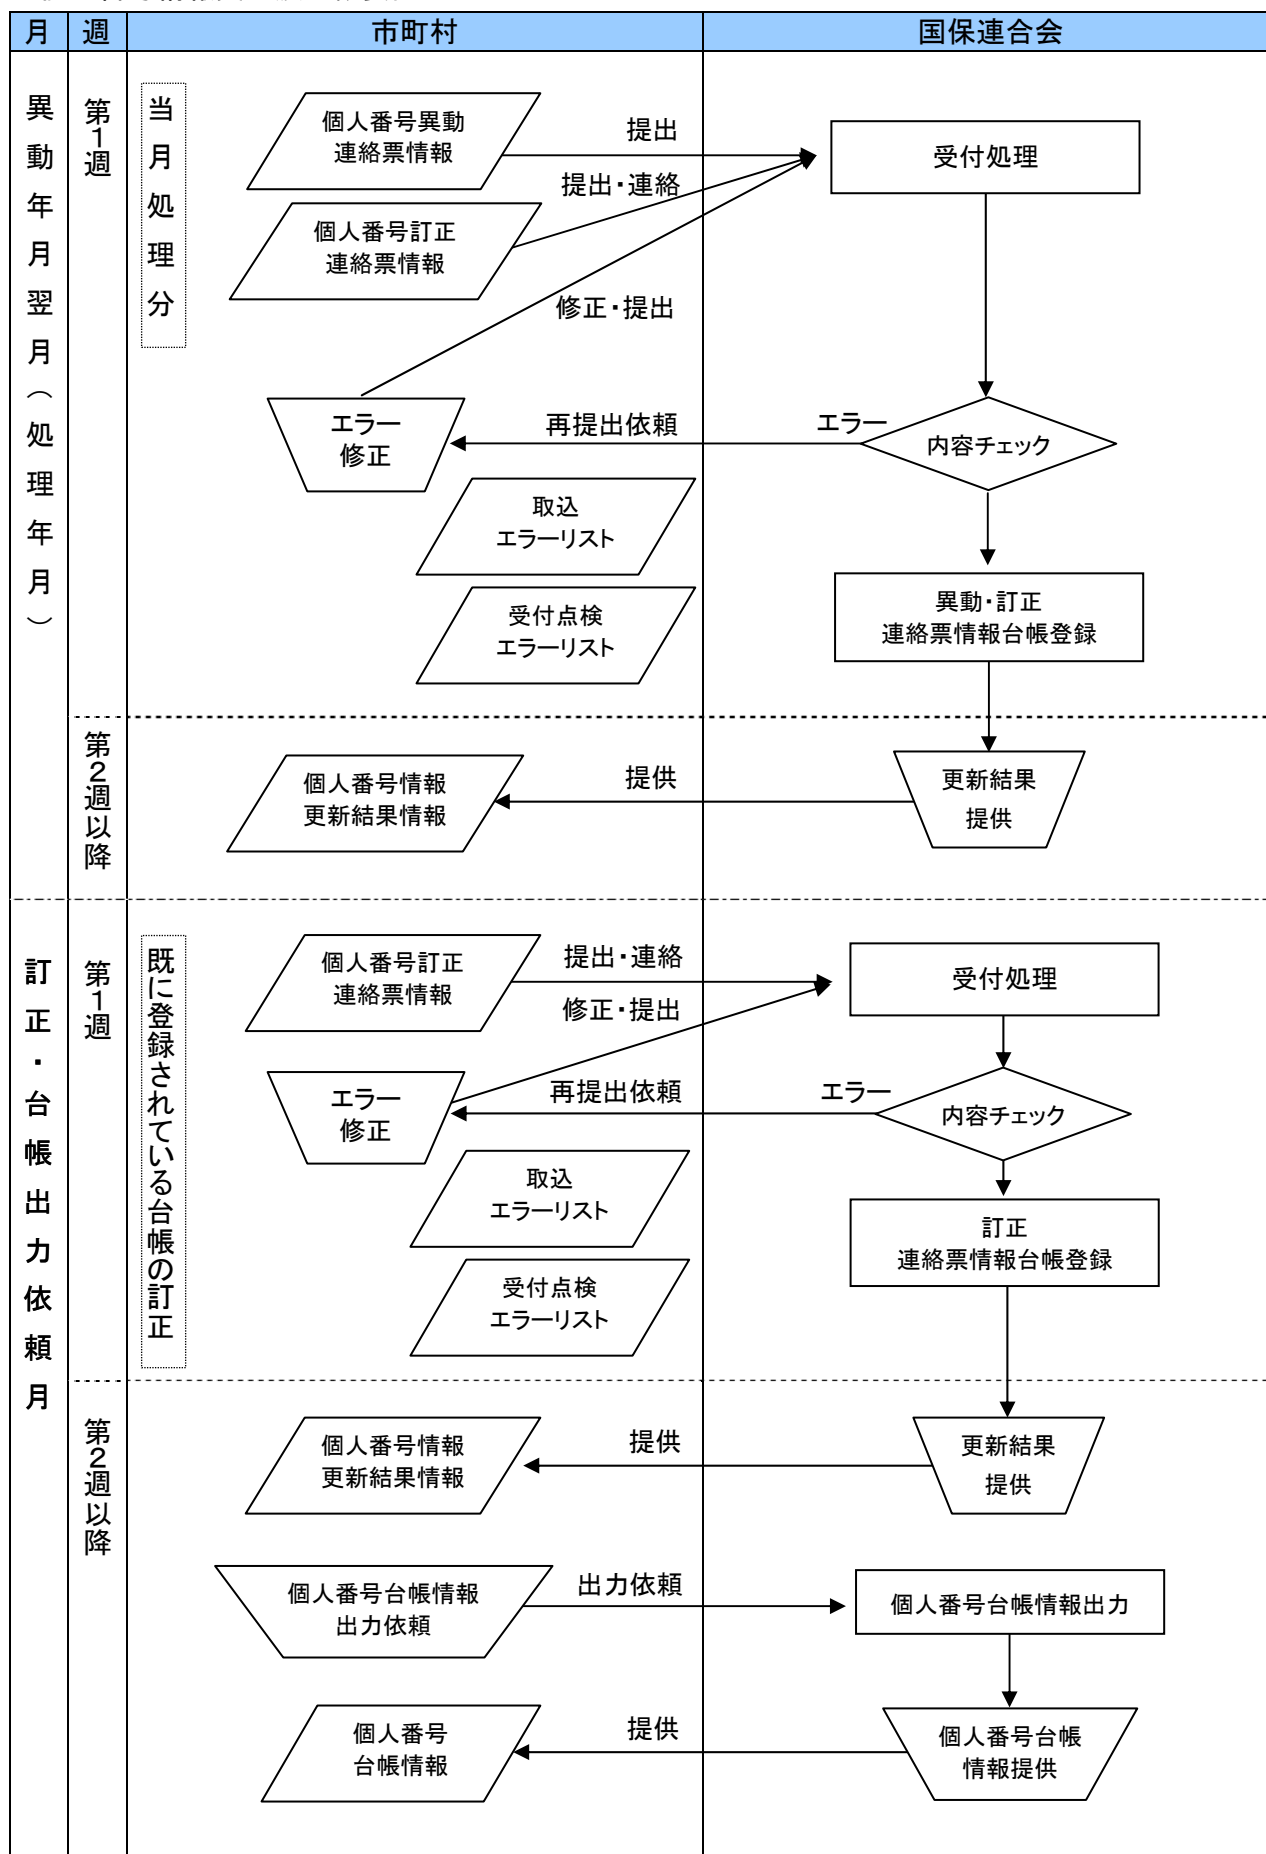 月
週
市町村
国保連合会
異動年月翌月（処理年月）
第1週
当月処理分
個人番号異動
連絡票情報
提出
受付処理
提出・連絡
個人番号訂正
連絡票情報
修正・提出
エラー
修正
再提出依頼
エラー
内容チェック
取込
エラーリスト
受付点検
エラーリスト
異動・訂正
連絡票情報台帳登録
第2週以降
個人番号情報
更新結果情報
提供
更新結果
提供
訂正・台帳出力依頼月
第1週
既に登録されている台帳の訂正
個人番号訂正
連絡票情報
提出・連絡
受付処理
修正・提出
エラー
修正
再提出依頼
エラー
内容チェック
取込
エラーリスト
訂正
連絡票情報台帳登録
受付点検
エラーリスト
第2週以降
個人番号情報
更新結果情報
提供
更新結果
提供
個人番号台帳情報
出力依頼
出力依頼
個人番号台帳情報出力
個人番号
台帳情報
提供
個人番号台帳
情報提供